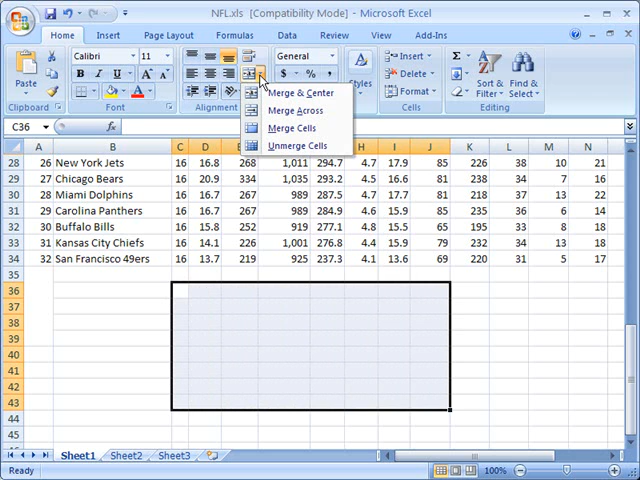 NFL.xls [Compatibility Mode] - Microsoft Excel
Home Insert Page Layout Formulas Data Review View Add-Ins
Paste
Calibri 11
B I U
General
$ % ,
Styles
Insert
Delete
Format
Sort & Filter
Find & Select
Clipboard Font Alignment Cells Editing
Merge & Center
Merge Across
Merge Cells
Unmerge Cells
C36 fx
A B C D E H I J K L M N
28 26 New York Jets 16 16.8 268 1,011 294.7 4.7 17.9 85 226 38 10 21
29 27 Chicago Bears 16 20.9 334 1,035 293.2 4.5 16.6 81 238 34 7 16
30 28 Miami Dolphins 16 16.7 267 989 287.5 4.7 17.7 81 218 37 13 22
31 29 Carolina Panthers 16 16.7 267 989 284.9 4.6 15.9 85 235 36 6 14
32 30 Buffalo Bills 16 15.8 252 919 277.1 4.8 15.5 65 195 33 8 18
33 31 Kansas City Chiefs 16 14.1 226 1,001 276.8 4.4 15.9 79 232 34 13 18
34 32 San Francisco 49ers 16 13.7 219 925 237.3 4.1 13.6 69 220 31 5 17
35
36
37
38
39
40
41
42
43
44
45
Sheet1 Sheet2 Sheet3
Ready 100%